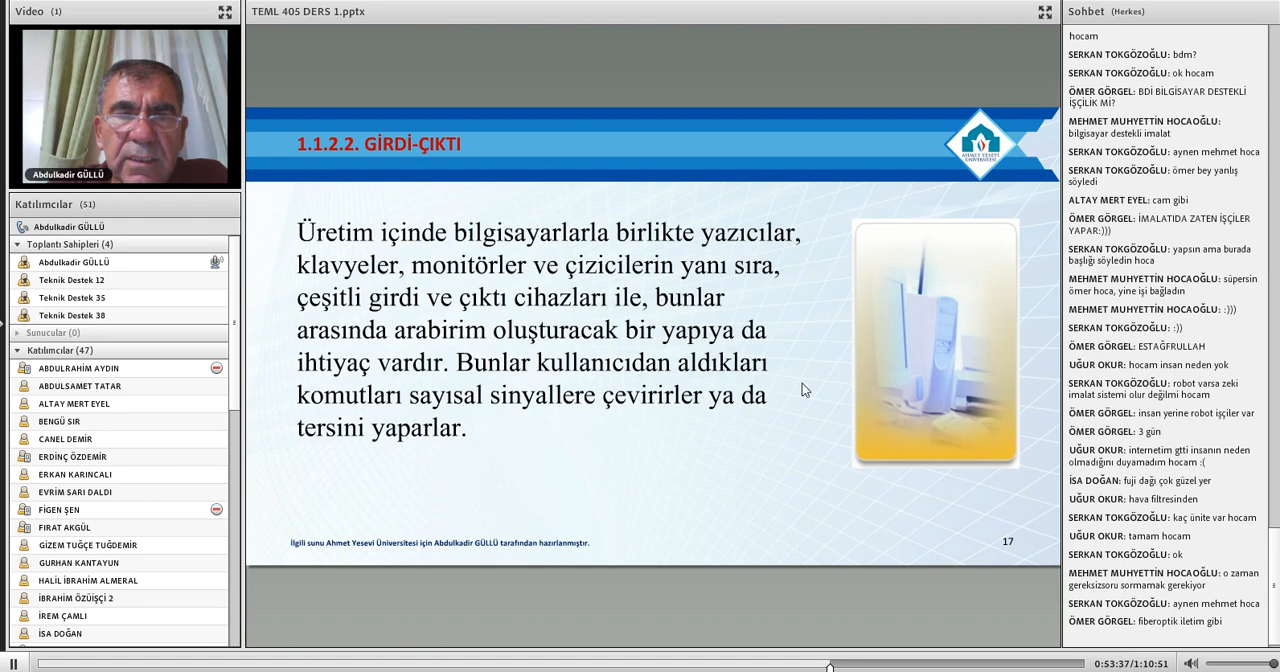 Video (1)
Abdulkadir GÜLLÜ
Katılımcılar (51)
Abdulkadir GÜLLÜ
Toplantı Sahipleri (4)
Abdulkadir GÜLLÜ
Teknik Destek 12
Teknik Destek 35
Teknik Destek 38
Sunucular (0)
Katılımcılar (47)
ABDULRAHİM AYDIN
ABDULSAMET TATAR
ALTAY MERT EYEL
BENGÜ SIR
CANEL DEMİR
ERDİNÇ ÖZDEMİR
ERKAN KARINCALI
EVRİM SARI DALDI
FİGEN ŞEN
FIRAT AKGÜL
GİZEM TUĞÇE TUĞDEMİR
GURHAN KANTAYUN
HALİL İBRAHİM ALMERAL
İBRAHİM ÖZÜİŞÇİ 2
İREM ÇAMLI
İSA DOĞAN
TEML 405 DERS 1.pptx
1.1.2.2. GİRDİ-ÇIKTI
AHMET YESEVİ
ÜNİVERSİTESİ
Üretim içinde bilgisayarlarla birlikte yazıcılar,
klavyeler, monitörler ve çizicilerin yanı sıra,
çeşitli girdi ve çıktı cihazları ile, bunlar
arasında arabirim oluşturacak bir yapıya da
ihtiyaç vardır. Bunlar kullanıcıdan aldıkları
komutları sayısal sinyallere çevirirler ya da
tersini yaparlar.
İlgili sunu Ahmet Yesevi Üniversitesi için Abdulkadir GÜLLÜ tarafından hazırlanmıştır.
17
Sohbet (Herkes)
hocam
SERKAN TOKGÖZOĞLU: bdm?
SERKAN TOKGÖZOĞLU: ok hocam
ÖMER GÖRGEL: BDİ BİLGİSAYAR DESTEKLİ
İŞÇİLİK Mİ?
MEHMET MUHYETTİN HOCAOĞLU:
bilgisayar destekli imalat
SERKAN TOKGÖZOĞLU: aynen mehmet hoca
SERKAN TOKGÖZOĞLU: ömer bey yanlış
söyledi
ALTAY MERT EYEL: cam gibi
ÖMER GÖRGEL: İMALATIDA ZATEN İŞÇİLER
YAPAR:)))
SERKAN TOKGÖZOĞLU: yapsın ama burada
başlığı söyledin hoca
MEHMET MUHYETTİN HOCAOĞLU: süpersin
ömer hoca, yine işi bağladın
MEHMET MUHYETTİN HOCAOĞLU: :)))
SERKAN TOKGÖZOĞLU: :))
ÖMER GÖRGEL: ESTAĞFRULLAH
UĞUR OKUR: hocam insan neden yok
SERKAN TOKGÖZOĞLU: robot varsa zeki
imalat sistemi olur değilmi hocam
ÖMER GÖRGEL: insan yerine robot işçiler var
ÖMER GÖRGEL: 3 gün
UĞUR OKUR: internetim gtti insanın neden
olmadığını duyamadım hocam :(
İSA DOĞAN: fuji dağı çok güzel yer
UĞUR OKUR: hava filtresinden
SERKAN TOKGÖZOĞLU: kaç ünite var hocam
UĞUR OKUR: tamam hocam
SERKAN TOKGÖZOĞLU: ok
MEHMET MUHYETTİN HOCAOĞLU: o zaman
gereksizsoru sormamak gerekiyor
SERKAN TOKGÖZOĞLU: aynen mehmet hoca
ÖMER GÖRGEL: fiberoptik iletim gibi
0:53:37/1:10:51